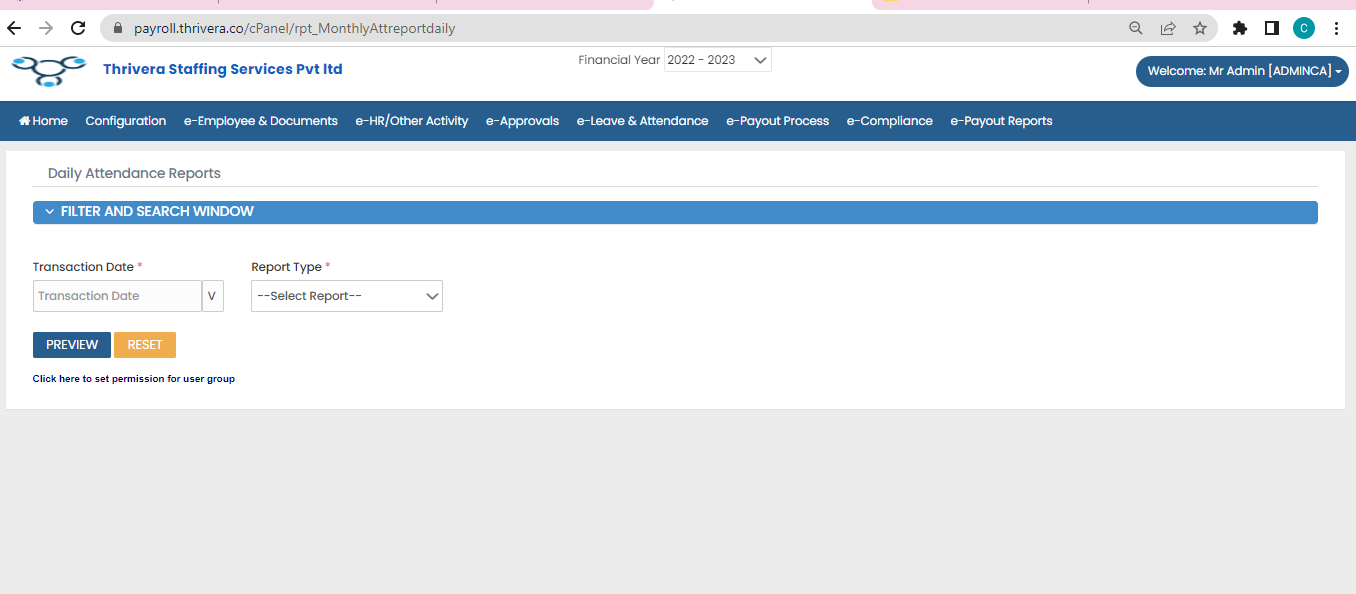 payroll.thrivera.co/cPanel/rpt_MonthlyAttreportdaily
C
Thrivera Staffing Services Pvt ltd
Financial Year 2022 - 2023
Welcome: Mr Admin [ADMINCA]
Home Configuration e-Employee & Documents e-HR/Other Activity e-Approvals e-Leave & Attendance e-Payout Process e-Compliance e-Payout Reports
Daily Attendance Reports
FILTER AND SEARCH WINDOW
Transaction Date * Report Type *
Transaction Date V --Select Report--
PREVIEW RESET
Click here to set permission for user group